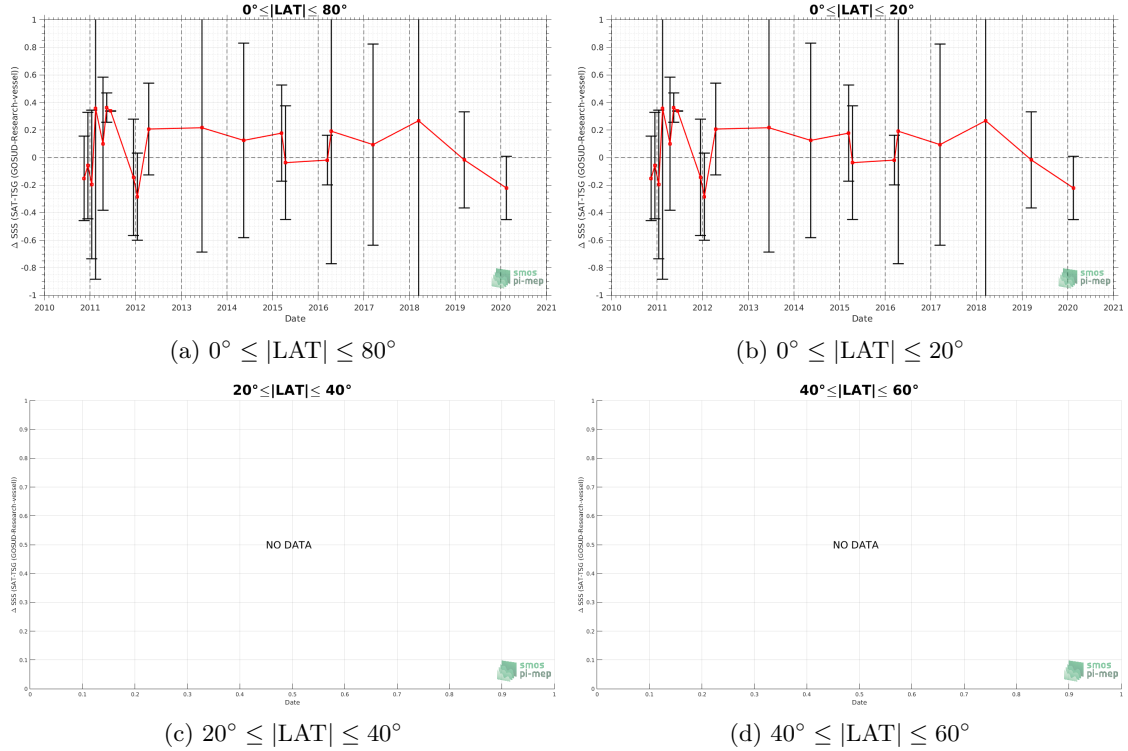 0°≤|LAT|≤ 80°
1
0.8
0.6
0.4
0.2
0
-0.2
-0.4
-0.6
-0.8
-1
Δ SSS (SAT-TSG (GOSUD-Research-vessel))
2010 2011 2012 2013 2014 2015 2016 2017 2018 2019 2020 2021
Date
smos
pi-mep
(a) 0° ≤ |LAT| ≤ 80°
0°≤|LAT|≤ 20°
1
0.8
0.6
0.4
0.2
0
-0.2
-0.4
-0.6
-0.8
-1
Δ SSS (SAT-TSG (GOSUD-Research-vessel))
2010 2011 2012 2013 2014 2015 2016 2017 2018 2019 2020 2021
Date
smos
pi-mep
(b) 0° ≤ |LAT| ≤ 20°
20°≤|LAT|≤ 40°
1
0.9
0.8
0.7
0.6
0.5
0.4
0.3
0.2
0.1
0
Δ SSS (SAT-TSG (GOSUD-Research-vessel))
NO DATA
0 0.1 0.2 0.3 0.4 0.5 0.6 0.7 0.8 0.9 1
Date
smos
pi-mep
(c) 20° ≤ |LAT| ≤ 40°
40°≤|LAT|≤ 60°
1
0.9
0.8
0.7
0.6
0.5
0.4
0.3
0.2
0.1
0
Δ SSS (SAT-TSG (GOSUD-Research-vessel))
NO DATA
0 0.1 0.2 0.3 0.4 0.5 0.6 0.7 0.8 0.9 1
Date
smos
pi-mep
(d) 40° ≤ |LAT| ≤ 60°